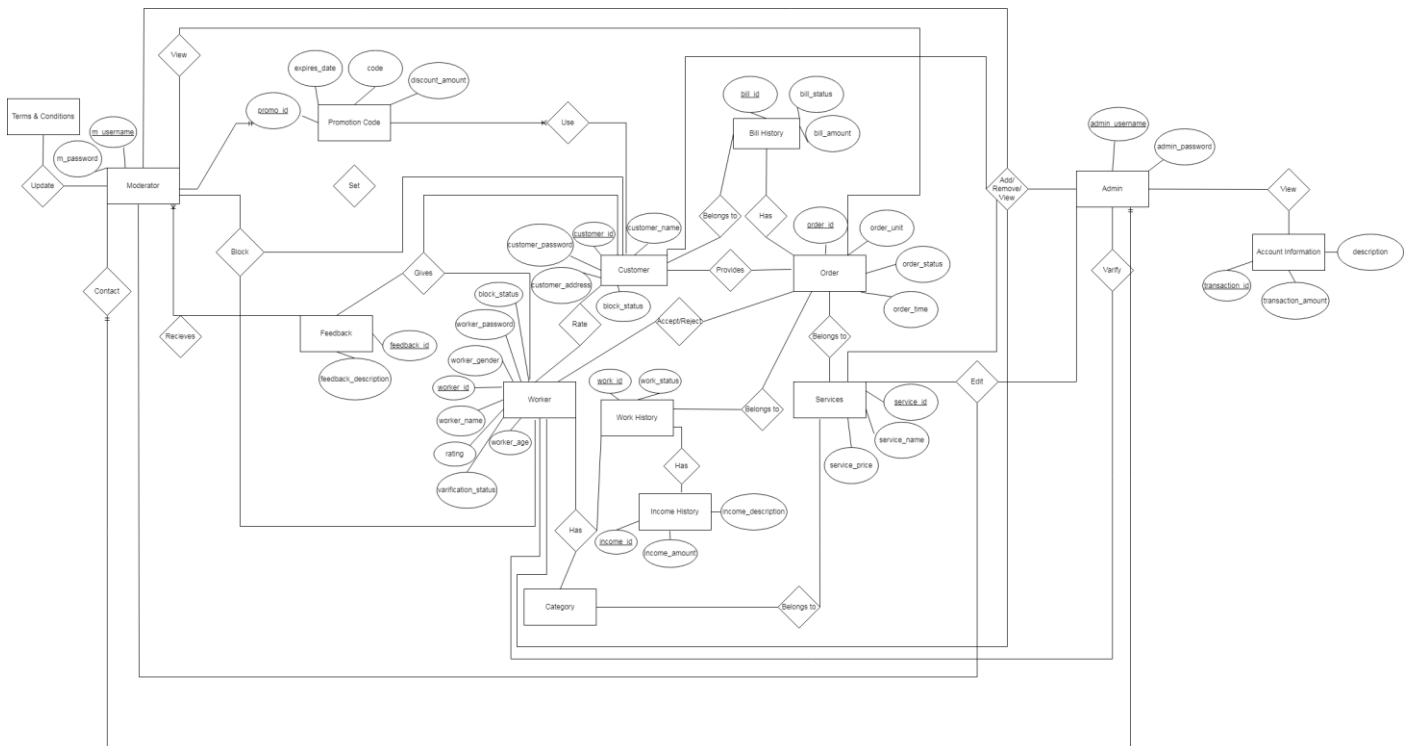 View
expires_date
code
discount_amount
promo_id
Promotion Code
Use
bill_id
bill_status
bill_amount
Bill History
Terms & Conditions
m_username
m_password
Moderator
Update
Set
admin_username
admin_password
Add/
Remove/
View
Admin
View
Account Information
description
transaction_id
transaction_amount
Block
Belongs to
Has
order_id
order_unit
order_status
order_time
Order
customer_id
customer_name
customer_password
customer_address
block_status
Customer
Provides
Gives
Contact
Varify
Recieves
Feedback
feedback_id
feedback_description
Rate
Accept/Reject
Belongs to
block_status
worker_password
worker_gender
worker_id
worker_name
rating
varification_status
worker_age
Worker
work_id
work_status
Work History
Belongs to
Services
service_id
service_name
service_price
Edit
Has
Income History
income_description
income_id
income_amount
Has
Category
Belongs to